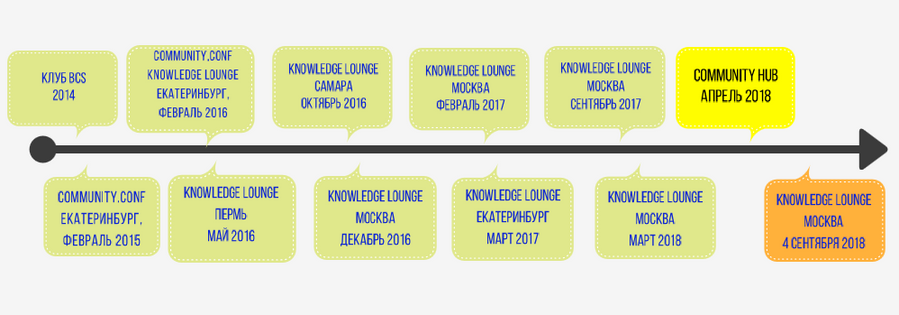 КЛУБ BCS
2014
COMMUNITY.CONF
KNOWLEDGE LOUNGE
ЕКАТЕРИНБУРГ,
ФЕВРАЛЬ 2016
KNOWLEDGE LOUNGE
САМАРА
ОКТЯБРЬ 2016
KNOWLEDGE LOUNGE
МОСКВА
ФЕВРАЛЬ 2017
KNOWLEDGE LOUNGE
МОСКВА
СЕНТЯБРЬ 2017
COMMUNITY HUB
АПРЕЛЬ 2018
COMMUNITY.CONF
ЕКАТЕРИНБУРГ,
ФЕВРАЛЬ 2015
KNOWLEDGE LOUNGE
ПЕРМЬ
МАЙ 2016
KNOWLEDGE LOUNGE
МОСКВА
ДЕКАБРЬ 2016
KNOWLEDGE LOUNGE
ЕКАТЕРИНБУРГ
МАРТ 2017
KNOWLEDGE LOUNGE
МОСКВА
МАРТ 2018
KNOWLEDGE LOUNGE
МОСКВА
4 СЕНТЯБРЯ 2018